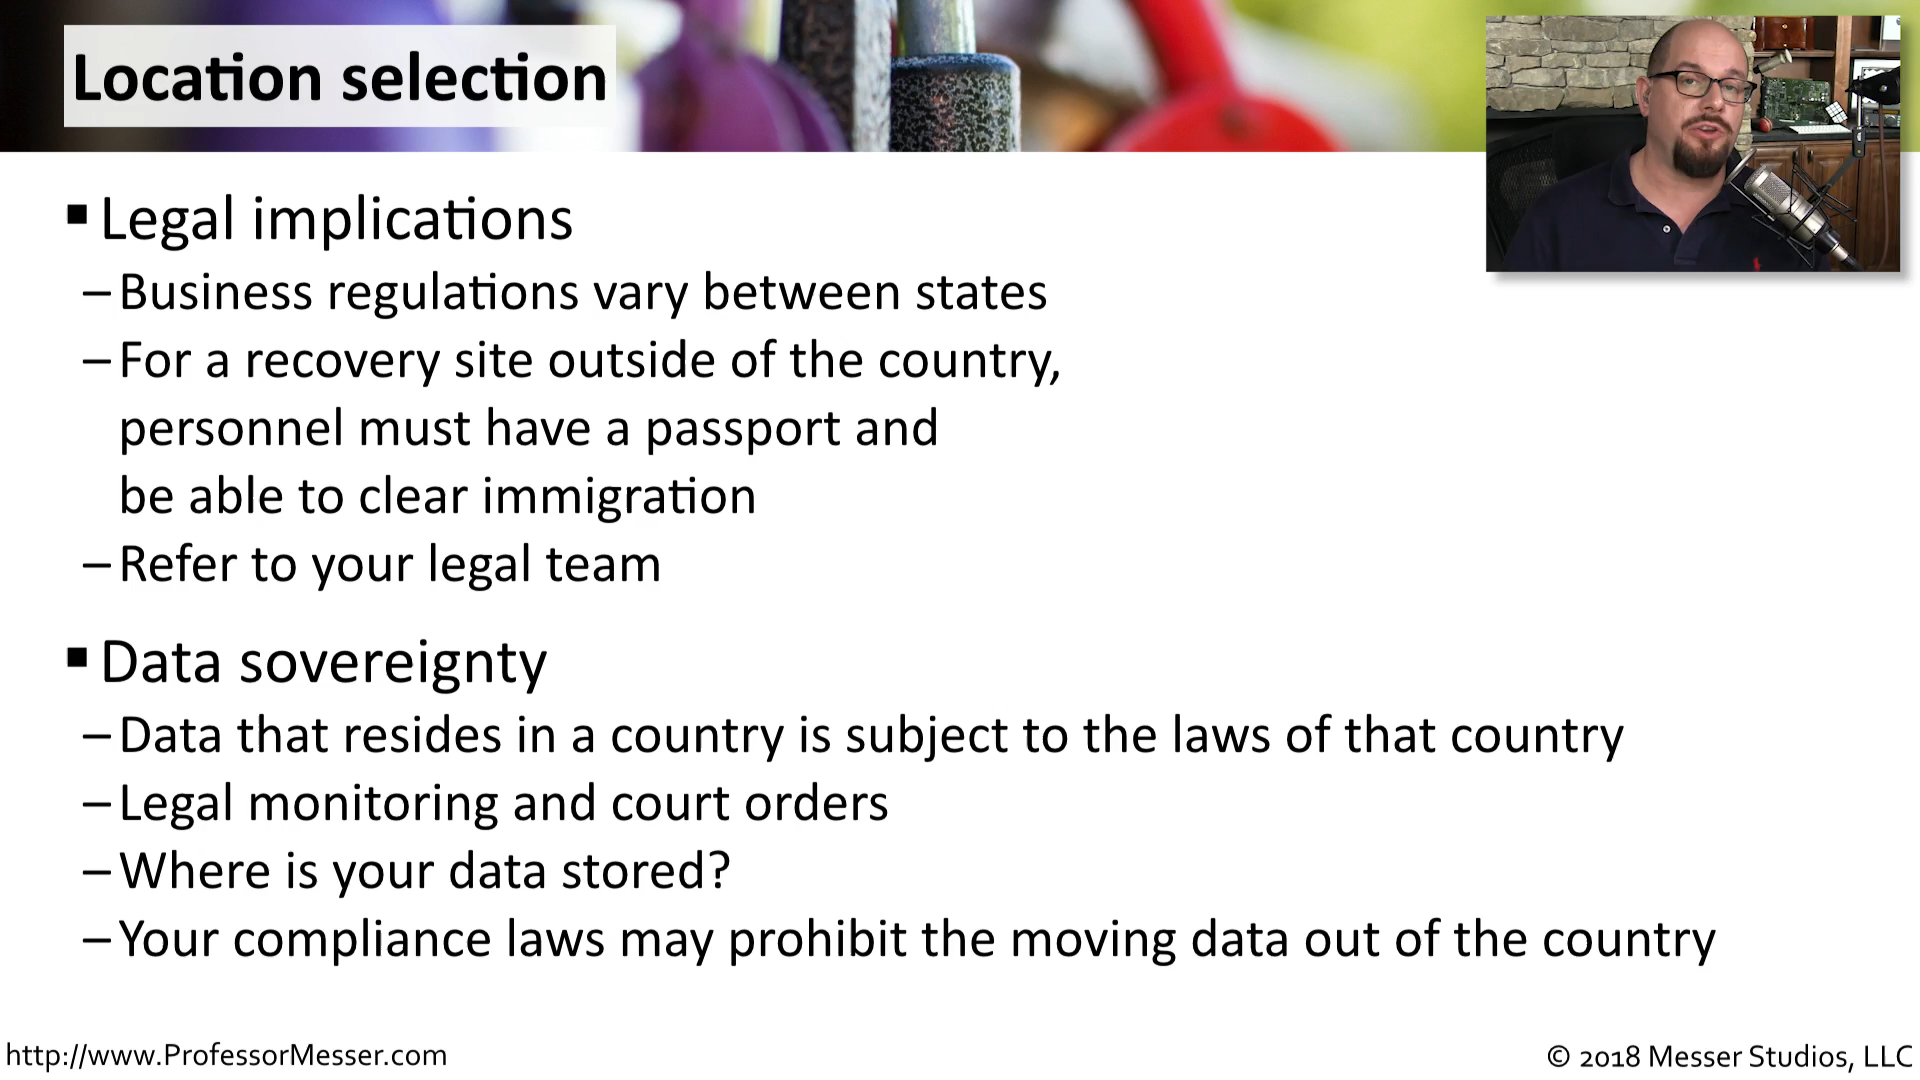 Location selection
▪ Legal implications
– Business regulations vary between states
– For a recovery site outside of the country,
personnel must have a passport and
be able to clear immigration
– Refer to your legal team
▪ Data sovereignty
– Data that resides in a country is subject to the laws of that country
– Legal monitoring and court orders
– Where is your data stored?
– Your compliance laws may prohibit the moving data out of the country
http://www.ProfessorMesser.com
© 2018 Messer Studios, LLC